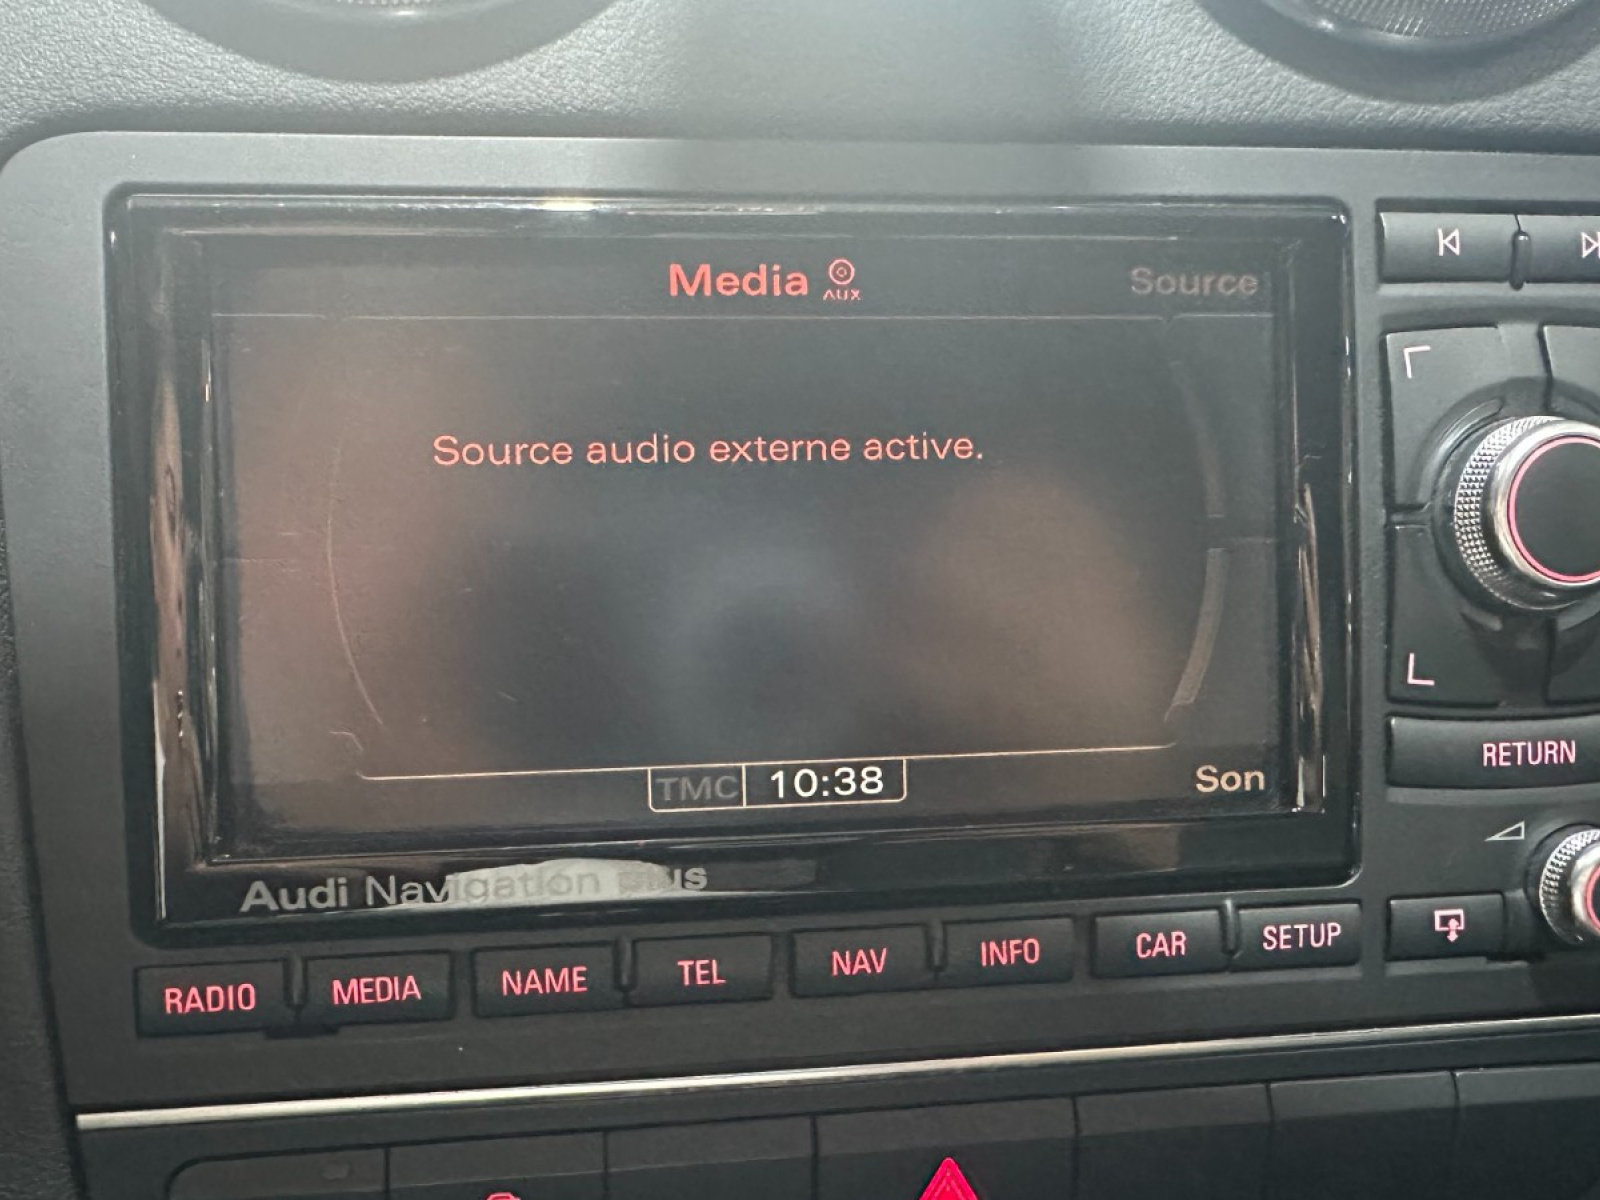 Media AUX
Source
Source audio externe active.
TMC 10:38
Son
Audi Navigation plus
RADIO MEDIA NAME TEL NAV INFO CAR SETUP
RETURN